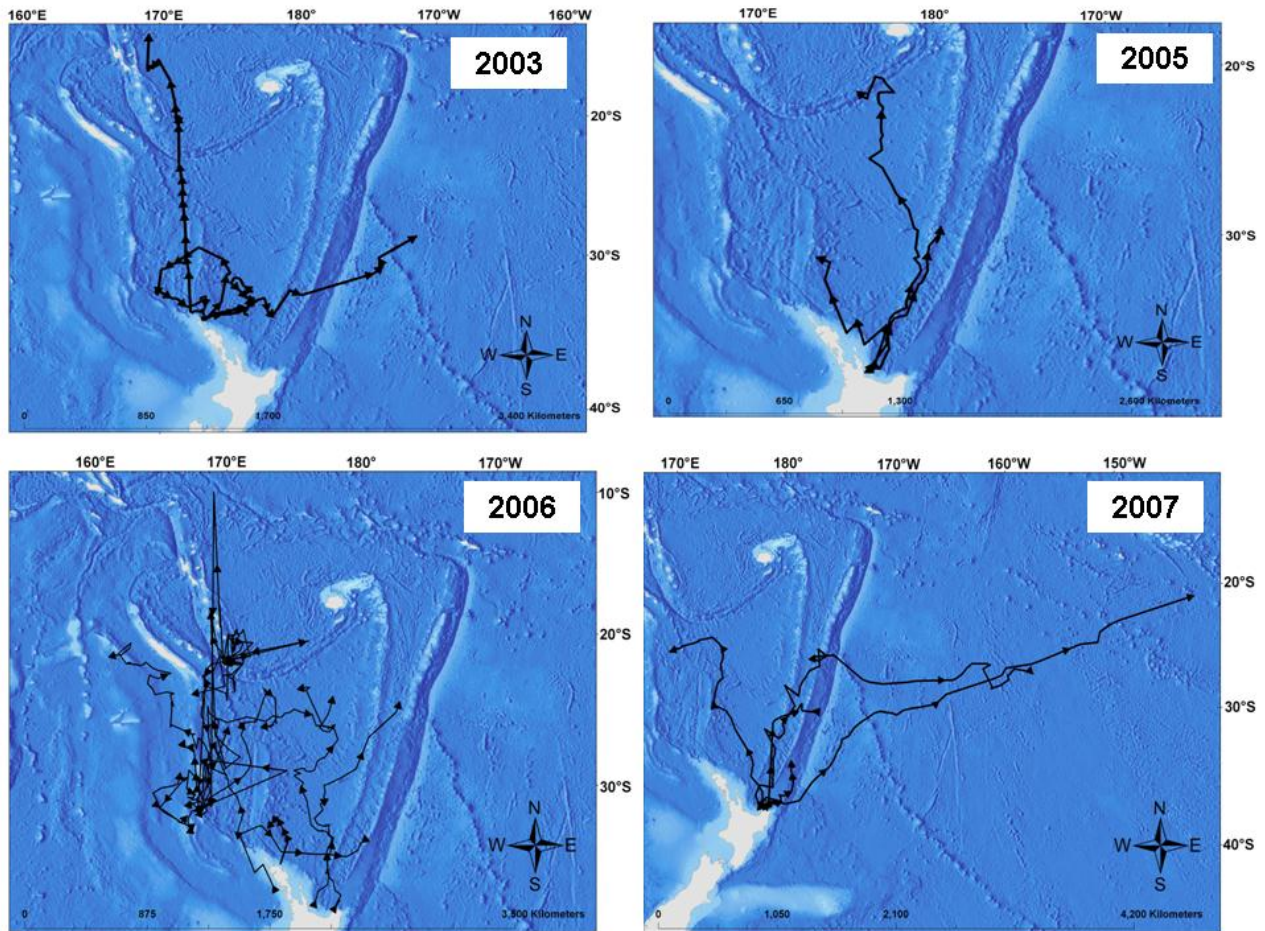 160°E 170°E 180° 170°W 160°W
2003
20°S
30°S
N
W E
S
0 850 1,700 3,400 Kilometers
40°S
170°E 180° 170°W
2005
20°S
30°S
N
W E
S
0 650 1,300 2,600 Kilometers
160°E 170°E 180° 170°W
2006
10°S
20°S
30°S
N
W E
S
0 875 1,750 3,500 Kilometers
170°E 180° 170°W 160°W 150°W
2007
20°S
30°S
N
W E
S
40°S
0 1,050 2,100 4,200 Kilometers